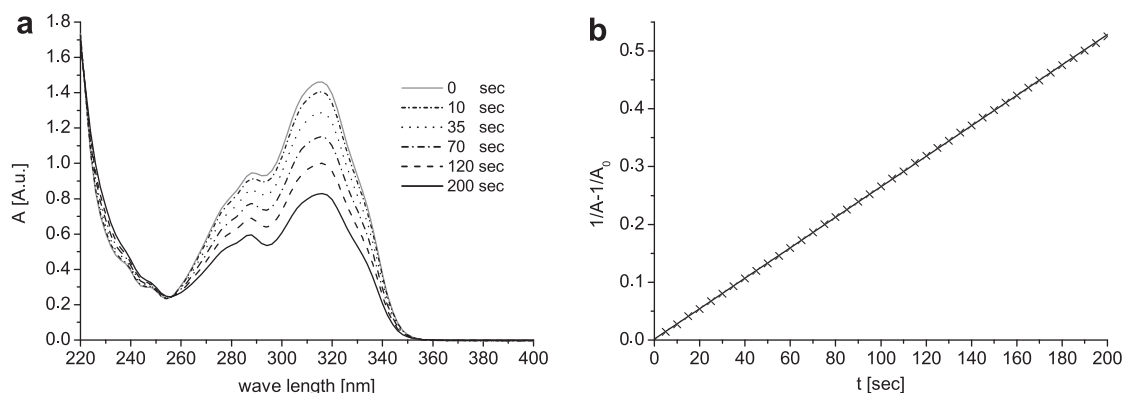 a
1.8
1.6
1.4
1.2
1.0
0.8
0.6
0.4
0.2
0.0
A [A.u.]
220 240 260 280 300 320 340 360 380 400
wave length [nm]
0 sec
10 sec
35 sec
70 sec
120 sec
200 sec
b
0.5
0.4
0.3
0.2
0.1
0.0
1/A-1/A₀
0 20 40 60 80 100 120 140 160 180 200
t [sec]